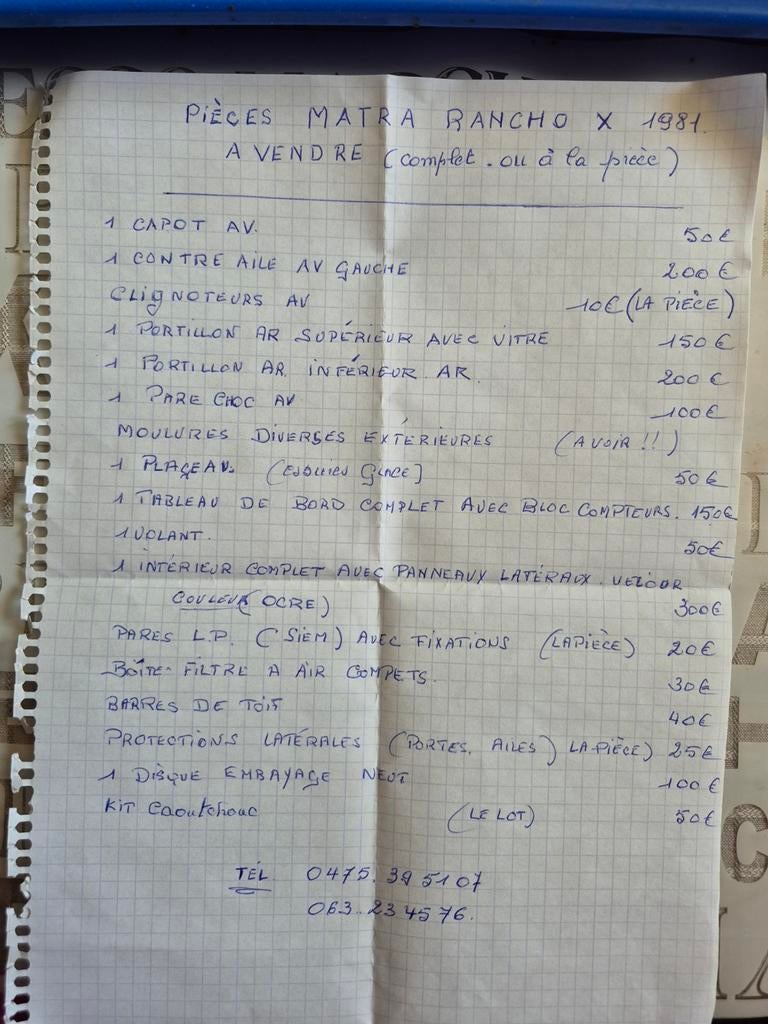 PIÈCES MATRA RANCHO X 1981.
A VENDRE (complet. ou à la pièce)
1 CAPOT AV. 50€
1 CONTRE AILE AV GAUCHE 200€
CLIGNOTEURS AV 10€ (LA PIÈCE)
1 PORTILLON AR SUPÉRIEUR AVEC VITRE 150€
1 PORTILLON AR. INFÉRIEUR AR. 200€
1 PARE CHOC AV 100€
MOULURES DIVERSES EXTÉRIEURES (A VOIR !!)
1 PLAGE AV. (ESSUIES GLACE) 50€
1 TABLEAU DE BORD COMPLET AVEC BLOC COMPTEURS. 150€
1 VOLANT. 50€
1 INTÉRIEUR COMPLET AVEC PANNEAUX LATÉRAUX. VELOUR
COULEUR (OCRE) 300€
PARES L.P. (SIEM) AVEC FIXATIONS (LA PIÈCE) 20€
BOÎTE FILTRE A AIR COMPETS. 30€
BARRES DE TOIT 40€
PROTECTIONS LATÉRALES (PORTES, AILES) LA PIÈCE) 25€
1 DISQUE EMBAYAGE NEUT 100€
KIT Caoutchouc (LE LOT) 50€
TÉL. 0475. 39 51 07
063. 23 45 76.